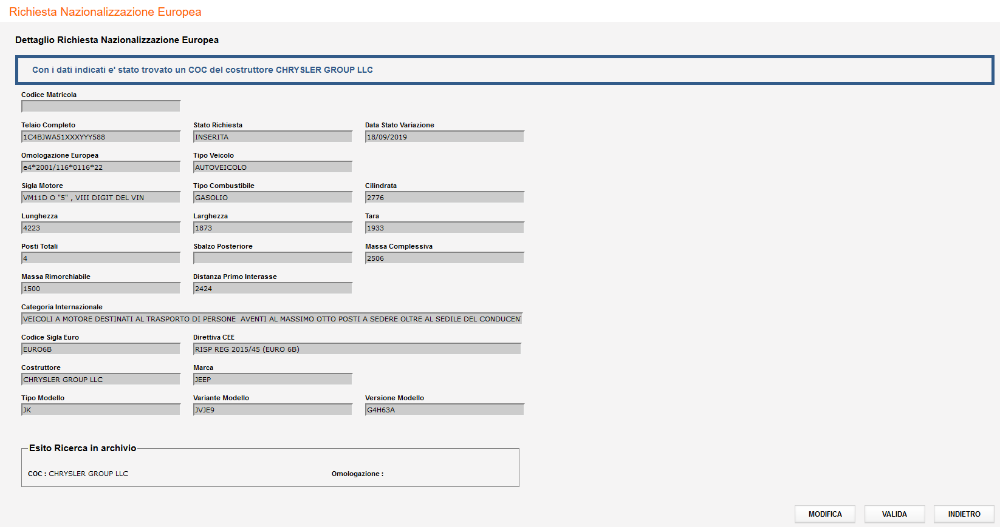 Richiesta Nazionalizzazione Europea
Dettaglio Richiesta Nazionalizzazione Europea
Con i dati indicati e' stato trovato un COC del costruttore CHRYSLER GROUP LLC
Codice Matricola
Telaio Completo Stato Richiesta Data Stato Variazione
1C4BJWA51XXXYYY588 INSERITA 18/09/2019
Omologazione Europea Tipo Veicolo
e4*2001/116*0116*22 AUTOVEICOLO
Sigla Motore Tipo Combustibile Cilindrata
VM11D O "5" , VIII DIGIT DEL VIN GASOLIO 2776
Lunghezza Larghezza Tara
4223 1873 1933
Posti Totali Sbalzo Posteriore Massa Complessiva
4 2506
Massa Rimorchiabile Distanza Primo Interasse
1500 2424
Categoria Internazionale
VEICOLI A MOTORE DESTINATI AL TRASPORTO DI PERSONE  AVENTI AL MASSIMO OTTO POSTI A SEDERE OLTRE AL SEDILE DEL CONDUCEN
Codice Sigla Euro Direttiva CEE
EURO6B RISP REG 2015/45 (EURO 6B)
Costruttore Marca
CHRYSLER GROUP LLC JEEP
Tipo Modello Variante Modello Versione Modello
JK JVJE9 G4H63A
Esito Ricerca in archivio
COC : CHRYSLER GROUP LLC Omologazione :
MODIFICA VALIDA INDIETRO